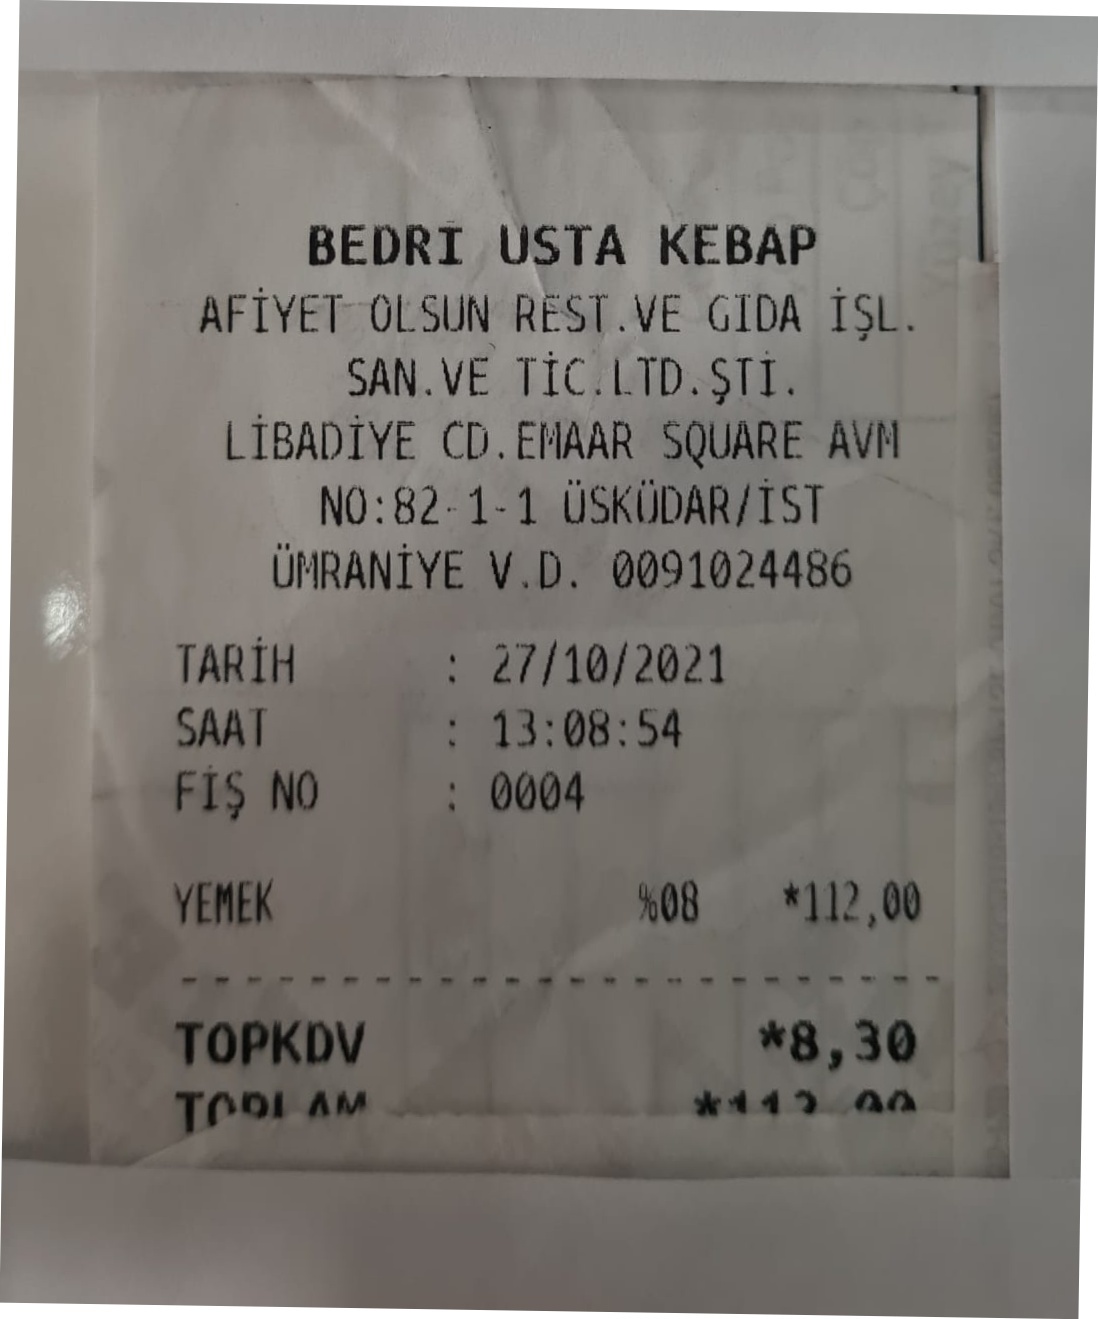 BEDRİ USTA KEBAP
AFİYET OLSUN REST.VE GIDA İŞL.
SAN.VE TİC.LTD.ŞTİ.
LİBADİYE CD.EMAAR SQUARE AVM
NO:82-1-1 ÜSKÜDAR/İST
ÜMRANİYE V.D. 0091024486
TARİH : 27/10/2021
SAAT : 13:08:54
FİŞ NO : 0004
YEMEK %08 *112,00
TOPKDV *8,30
TOPLAM *112,00